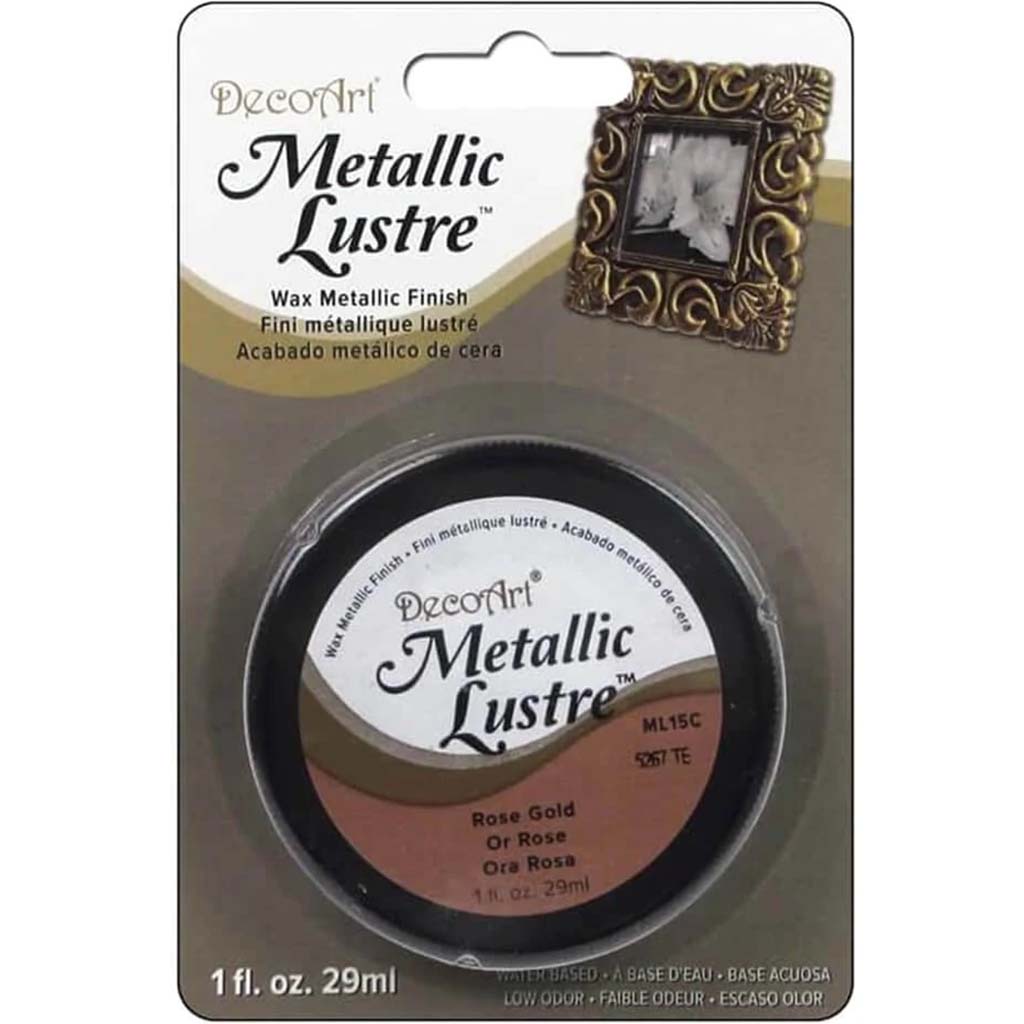 DecoArt®
Metallic
Lustre™
Wax Metallic Finish
Fini métallique lustré
Acabado metálico de cera
Wax Metallic Finish • Fini métallique lustré • Acabado metálico de cera
DecoArt®
Metallic
Lustre™
ML15C
5267 TE
Rose Gold
Or Rose
Ora Rosa
1 fl. oz. 29ml
1 fl. oz. 29ml
WATER BASED • À BASE D'EAU • BASE ACUOSA
LOW ODOR • FAIBLE ODEUR • ESCASO OLOR